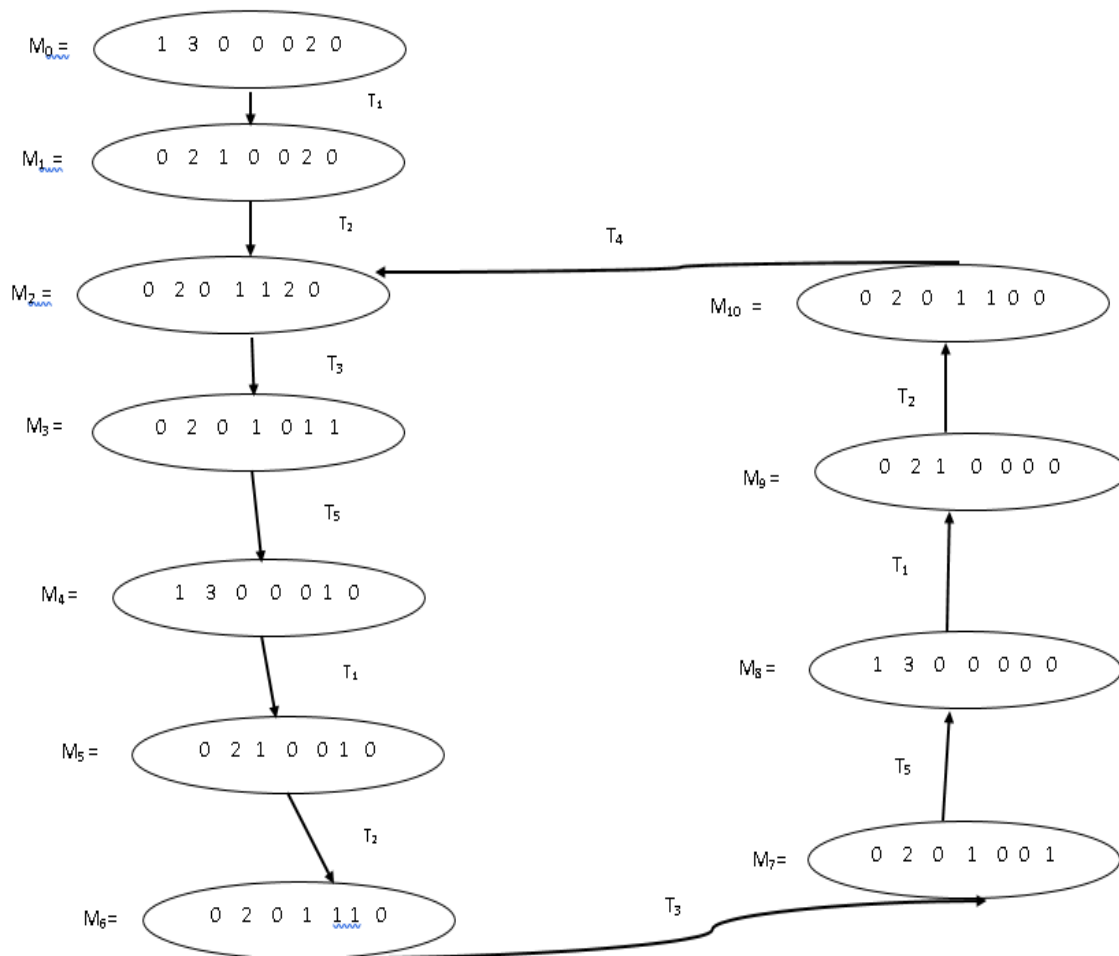 M₀ = 1 3 0 0 0 2 0
T₁
M₁ = 0 2 1 0 0 2 0
T₂
M₂ = 0 2 0 1 1 2 0
T₃
M₃ = 0 2 0 1 0 1 1
T₅
M₄ = 1 3 0 0 0 1 0
T₁
M₅ = 0 2 1 0 0 1 0
T₂
M₆= 0 2 0 1 1 1 0
T₃
M₇= 0 2 0 1 0 0 1
T₅
M₈ = 1 3 0 0 0 0 0
T₁
M₉ = 0 2 1 0 0 0 0
T₂
M₁₀ = 0 2 0 1 1 0 0
T₄